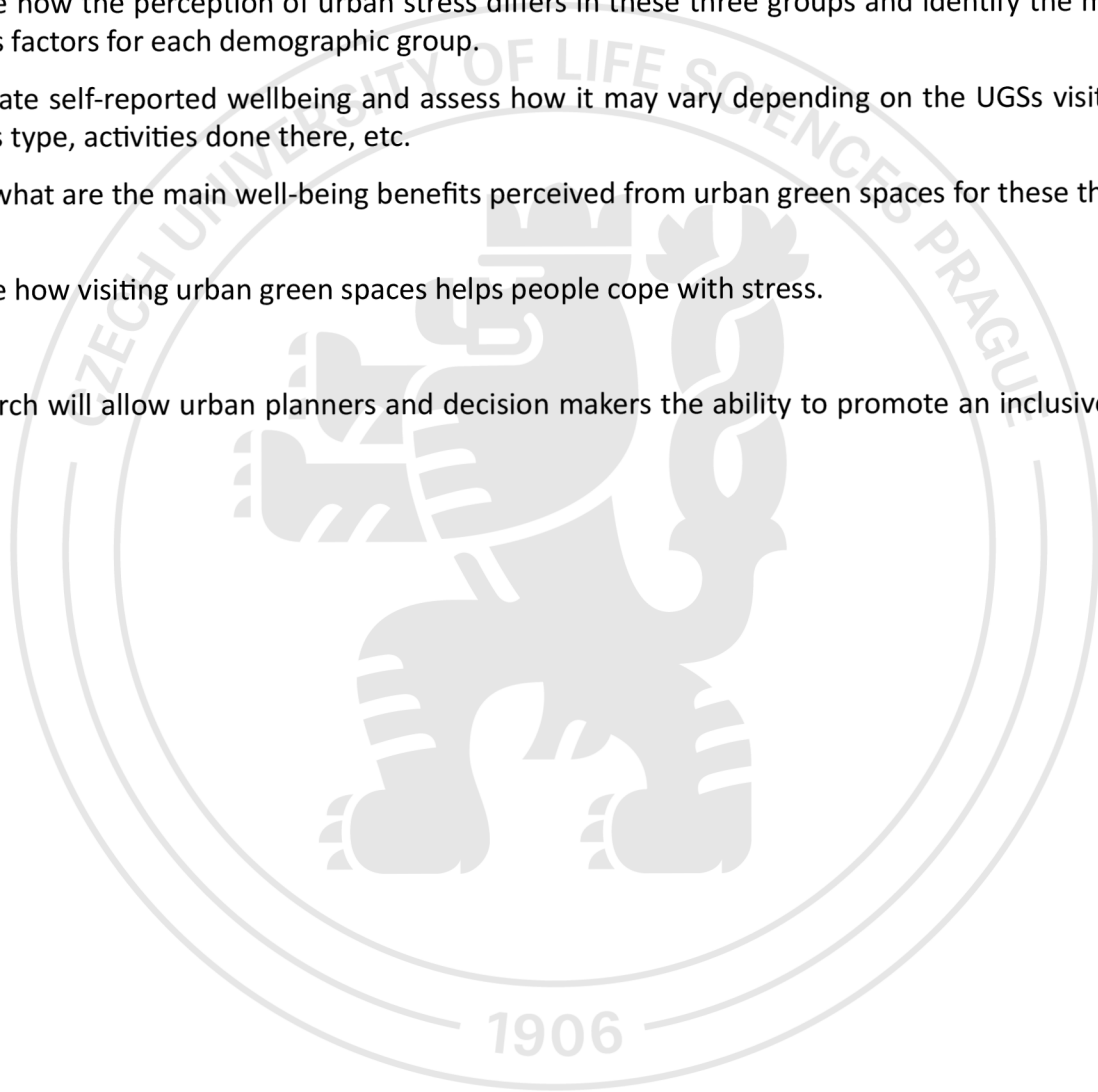 e how the perception of urban stress differs in these three groups and identify the
s factors for each demographic group.
ate self-reported wellbeing and assess how it may vary depending on the UGSs visit
s type, activities done there, etc.
what are the main well-being benefits perceived from urban green spaces for these th
e how visiting urban green spaces helps people cope with stress.
rch will allow urban planners and decision makers the ability to promote an inclusive
CZECH UNIVERSITY OF LIFE SCIENCES PRAGUE
1906